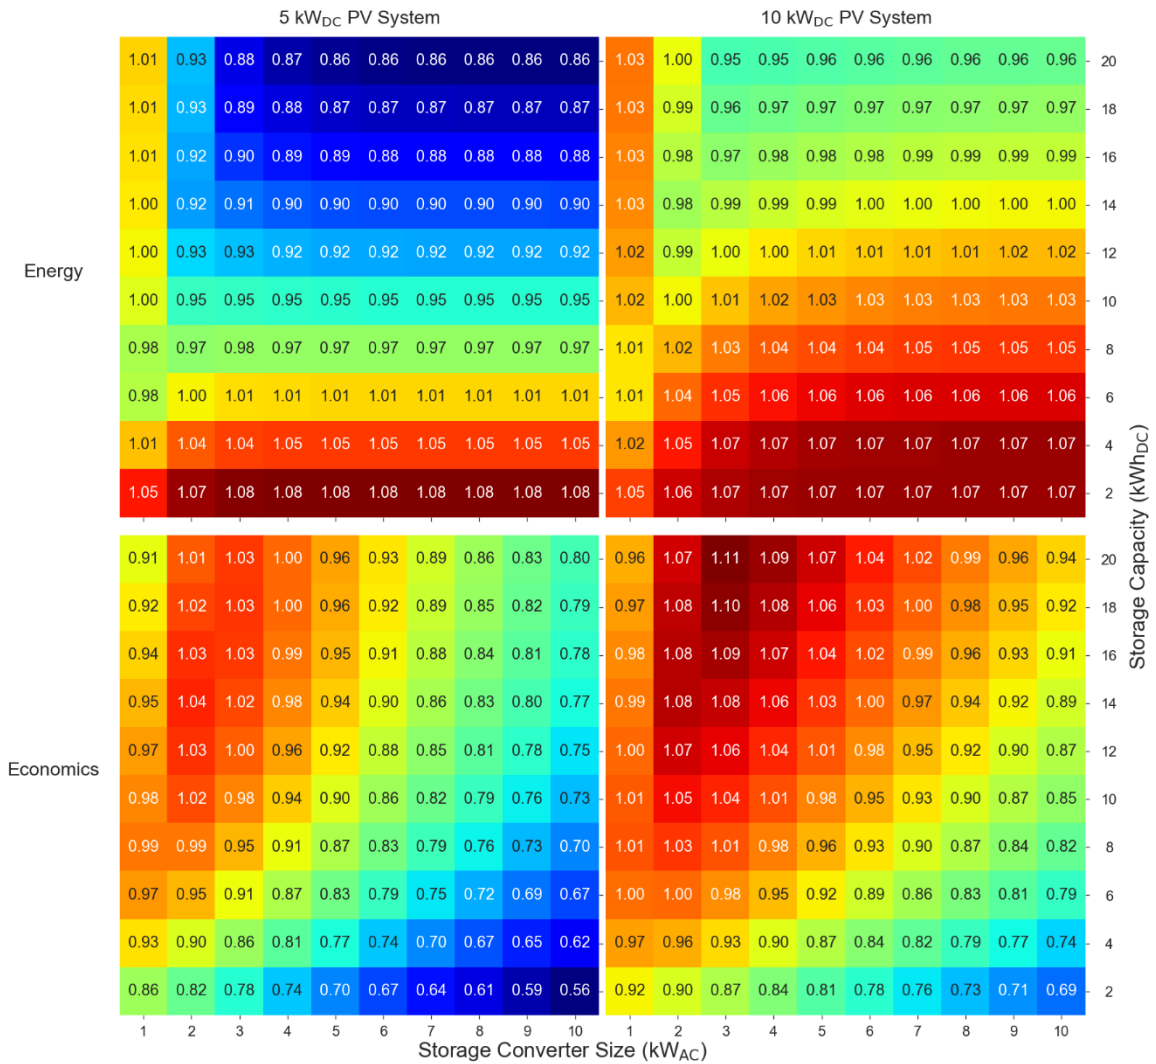 5 kW_DC PV System 10 kW_DC PV System
1.01 0.93 0.88 0.87 0.86 0.86 0.86 0.86 0.86 0.86 1.03 1.00 0.95 0.95 0.96 0.96 0.96 0.96 0.96 0.96 20
1.01 0.93 0.89 0.88 0.87 0.87 0.87 0.87 0.87 0.87 1.03 0.99 0.96 0.97 0.97 0.97 0.97 0.97 0.97 0.97 18
1.01 0.92 0.90 0.89 0.89 0.88 0.88 0.88 0.88 0.88 1.03 0.98 0.97 0.98 0.98 0.98 0.99 0.99 0.99 0.99 16
1.00 0.92 0.91 0.90 0.90 0.90 0.90 0.90 0.90 0.90 1.03 0.98 0.99 0.99 0.99 1.00 1.00 1.00 1.00 1.00 14
1.00 0.93 0.93 0.92 0.92 0.92 0.92 0.92 0.92 0.92 1.02 0.99 1.00 1.00 1.01 1.01 1.01 1.01 1.02 1.02 12
Energy
1.00 0.95 0.95 0.95 0.95 0.95 0.95 0.95 0.95 0.95 1.02 1.00 1.01 1.02 1.03 1.03 1.03 1.03 1.03 1.03 10
0.98 0.97 0.98 0.97 0.97 0.97 0.97 0.97 0.97 0.97 1.01 1.02 1.03 1.04 1.04 1.04 1.05 1.05 1.05 1.05 8
0.98 1.00 1.01 1.01 1.01 1.01 1.01 1.01 1.01 1.01 1.01 1.04 1.05 1.06 1.06 1.06 1.06 1.06 1.06 1.06 6
1.01 1.04 1.04 1.05 1.05 1.05 1.05 1.05 1.05 1.05 1.02 1.05 1.07 1.07 1.07 1.07 1.07 1.07 1.07 1.07 4
1.05 1.07 1.08 1.08 1.08 1.08 1.08 1.08 1.08 1.08 1.05 1.06 1.07 1.07 1.07 1.07 1.07 1.07 1.07 1.07 2
Storage Capacity (kWh_DC)
0.91 1.01 1.03 1.00 0.96 0.93 0.89 0.86 0.83 0.80 0.96 1.07 1.11 1.09 1.07 1.04 1.02 0.99 0.96 0.94 20
0.92 1.02 1.03 1.00 0.96 0.92 0.89 0.85 0.82 0.79 0.97 1.08 1.10 1.08 1.06 1.03 1.00 0.98 0.95 0.92 18
0.94 1.03 1.03 0.99 0.95 0.91 0.88 0.84 0.81 0.78 0.98 1.08 1.09 1.07 1.04 1.02 0.99 0.96 0.93 0.91 16
0.95 1.04 1.02 0.98 0.94 0.90 0.86 0.83 0.80 0.77 0.99 1.08 1.08 1.06 1.03 1.00 0.97 0.94 0.92 0.89 14
0.97 1.03 1.00 0.96 0.92 0.88 0.85 0.81 0.78 0.75 1.00 1.07 1.06 1.04 1.01 0.98 0.95 0.92 0.90 0.87 12
Economics
0.98 1.02 0.98 0.94 0.90 0.86 0.82 0.79 0.76 0.73 1.01 1.05 1.04 1.01 0.98 0.95 0.93 0.90 0.87 0.85 10
0.99 0.99 0.95 0.91 0.87 0.83 0.79 0.76 0.73 0.70 1.01 1.03 1.01 0.98 0.96 0.93 0.90 0.87 0.84 0.82 8
0.97 0.95 0.91 0.87 0.83 0.79 0.75 0.72 0.69 0.67 1.00 1.00 0.98 0.95 0.92 0.89 0.86 0.83 0.81 0.79 6
0.93 0.90 0.86 0.81 0.77 0.74 0.70 0.67 0.65 0.62 0.97 0.96 0.93 0.90 0.87 0.84 0.82 0.79 0.77 0.74 4
0.86 0.82 0.78 0.74 0.70 0.67 0.64 0.61 0.59 0.56 0.92 0.90 0.87 0.84 0.81 0.78 0.76 0.73 0.71 0.69 2
1 2 3 4 5 6 7 8 9 10 1 2 3 4 5 6 7 8 9 10
Storage Converter Size (kW_AC)